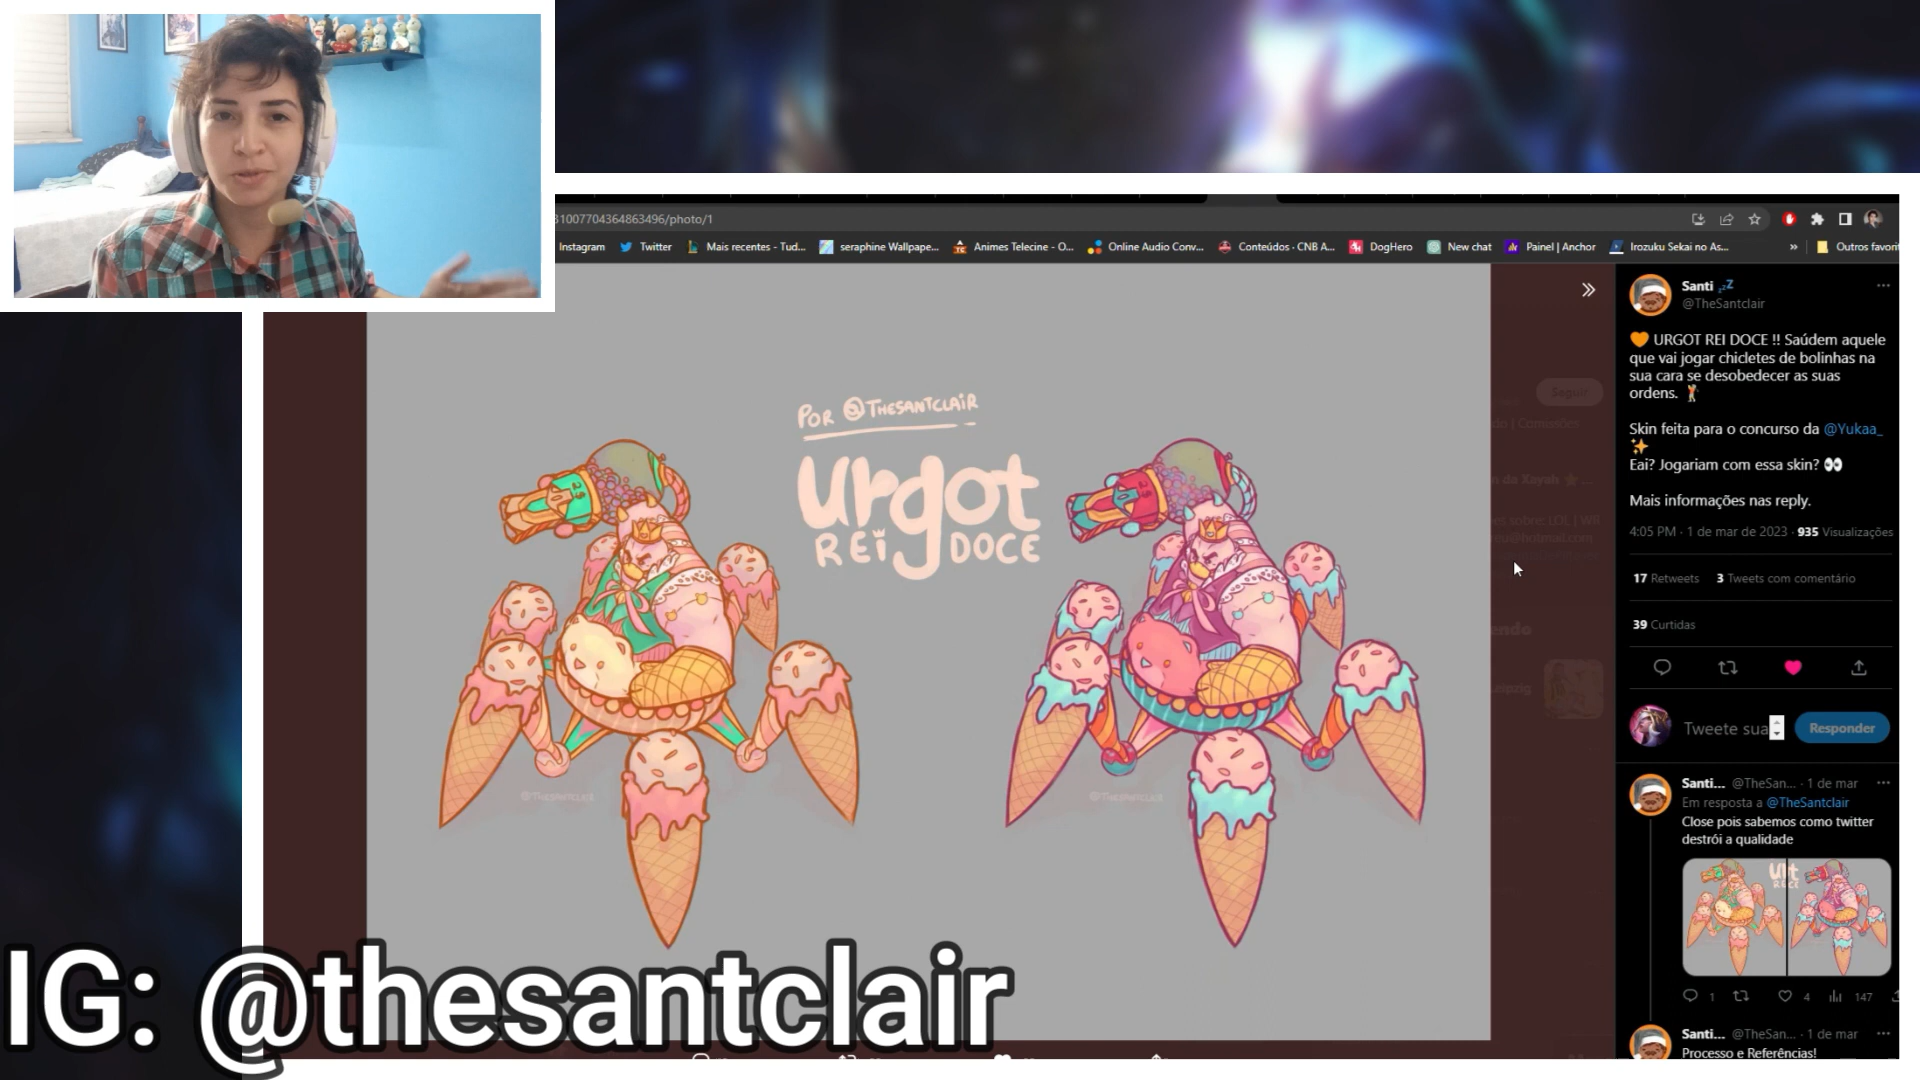 31007704364863496/photo/1
Instagram
Twitter
Mais recentes - Tud...
seraphine Wallpape...
Animes Telecine - O...
Online Audio Conv...
Conteúdos · CNB A...
DogHero
New chat
Painel | Anchor
Irozuku Sekai no As...
Outros favori
POR @THESANTCLAIR
Urgot
REI DOCE
@THESANTCLAIR
@THESANTCLAIR
Seguir
Santi
@TheSantclair
URGOT REI DOCE !! Saúdem aquele
que vai jogar chicletes de bolinhas na
sua cara se desobedecer as suas
ordens.
Skin feita para o concurso da @Yukaa_
Eai? Jogariam com essa skin?
Mais informações nas reply.
4:05 PM · 1 de mar de 2023 · 935 Visualizações
17 Retweets 3 Tweets com comentário
39 Curtidas
Tweete sua
Responder
Santi... @TheSan... · 1 de mar
Em resposta a @TheSantclair
Close pois sabemos como twitter
destrói a qualidade
1 4 147
Santi... @TheSan... · 1 de mar
Processo e Referências!
IG: @thesantclair